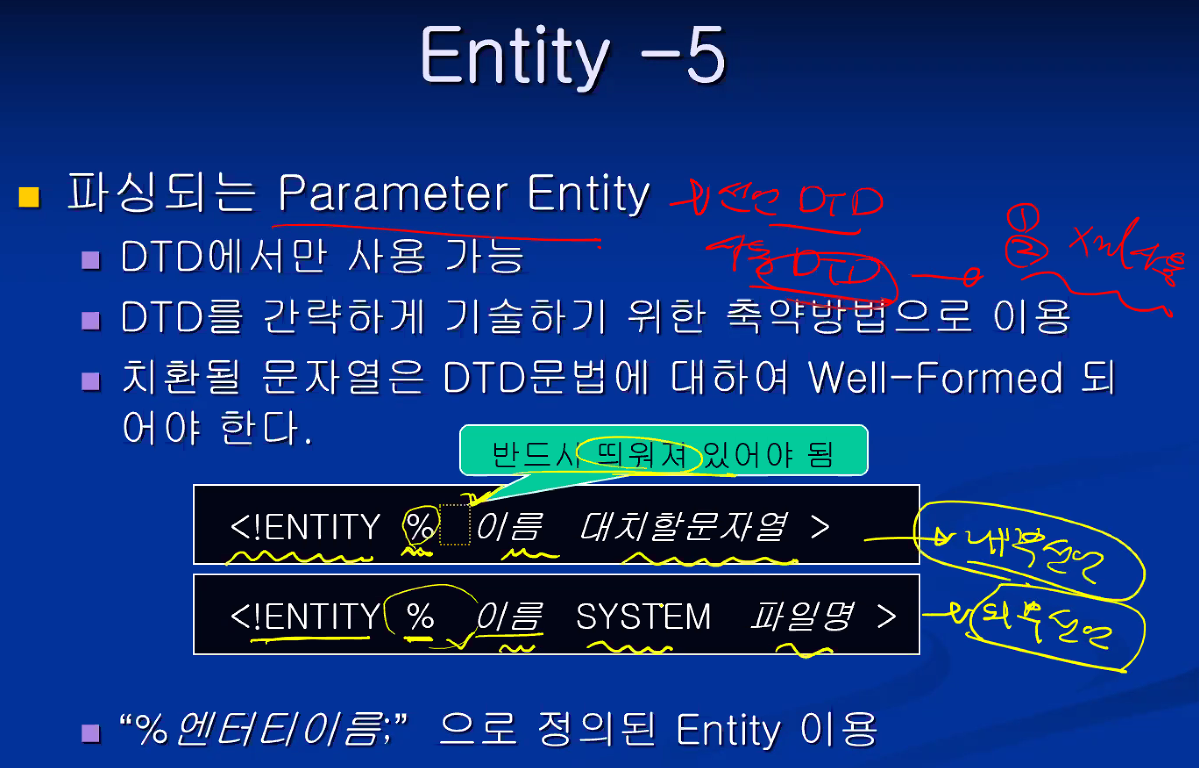 Entity -5
파싱되는 Parameter Entity → 선언 DTD
사용 DTD → ① ② xml사용
DTD에서만 사용 가능
DTD를 간략하게 기술하기 위한 축약방법으로 이용
치환될 문자열은 DTD문법에 대하여 Well-Formed 되
어야 한다.
반드시 띄워져 있어야 됨
<!ENTITY % 이름 대치할문자열 > → 내부선언
<!ENTITY % 이름 SYSTEM 파일명 > → 외부선언
“%엔터티이름;” 으로 정의된 Entity 이용